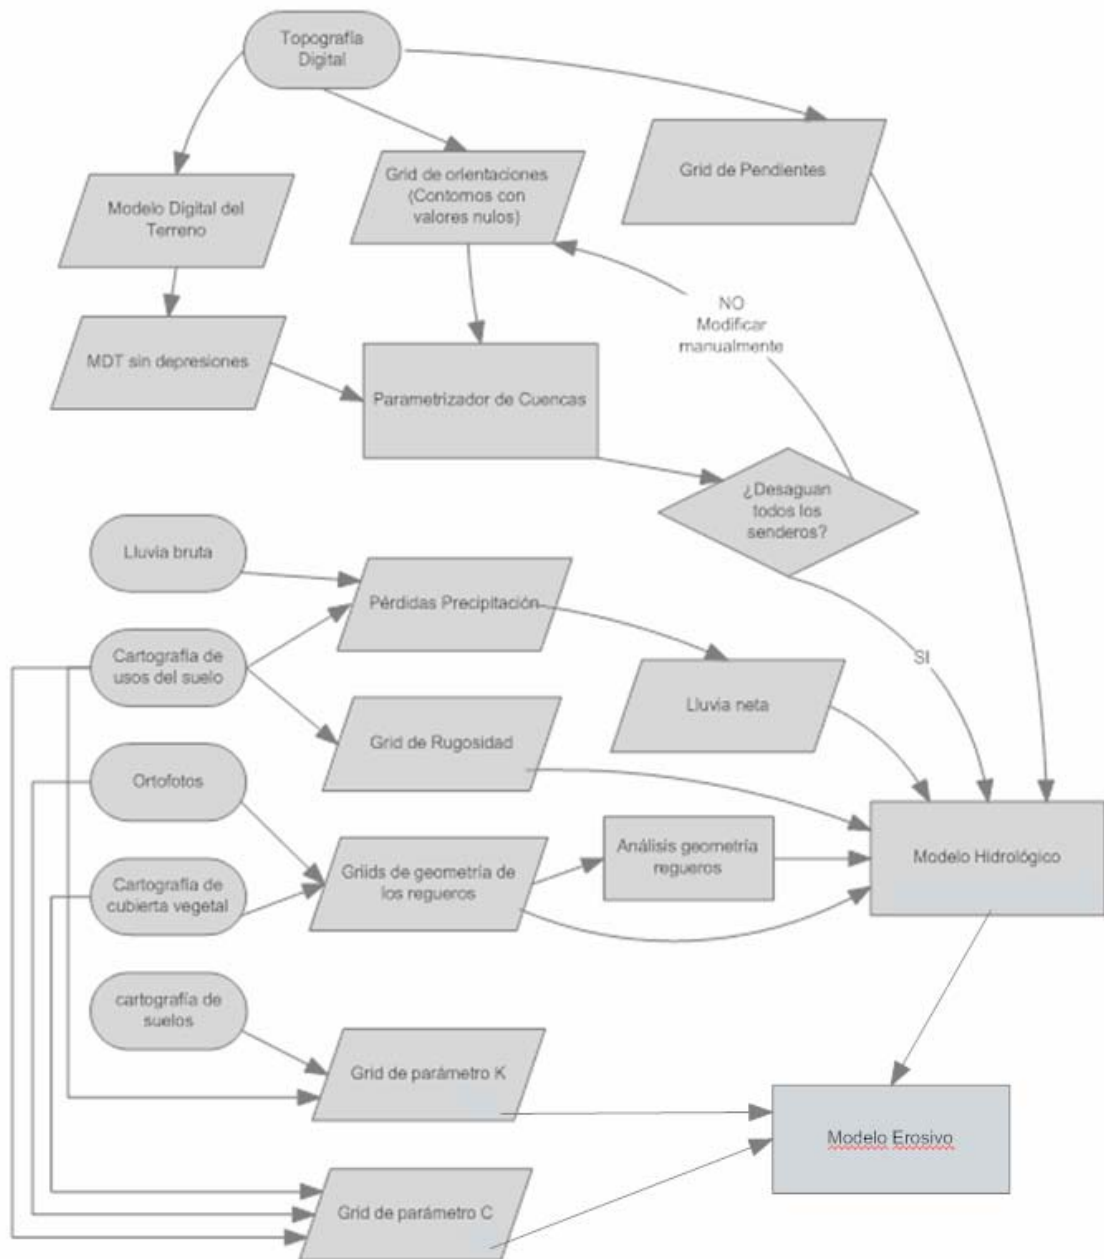 Topografía
Digital
Grid de orientaciones
(Contornos con
valores nulos)
Grid de Pendientes
Modelo Digital del
Terreno
NO
Modificar
manualmente
MDT sin depresiones
Parametrizador de Cuencas
¿Desaguan
todos los
senderos?
Lluvia bruta
Pérdidas Precipitación
Cartografía de
usos del suelo
SI
Lluvia neta
Grid de Rugosidad
Ortofotos
Griids de geometría de
los regueros
Análisis geometría
regueros
Modelo Hidrológico
Cartografía de
cubierta vegetal
cartografía de
suelos
Grid de parámetro K
Modelo Erosivo
Grid de parámetro C